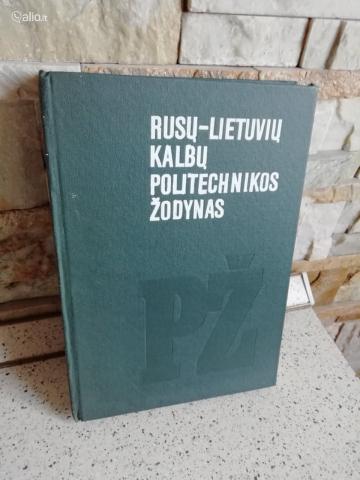 alio.lt
RUSŲ-LIETUVIŲ
KALBŲ
POLITECHNIKOS
ŽODYNAS
PŽ